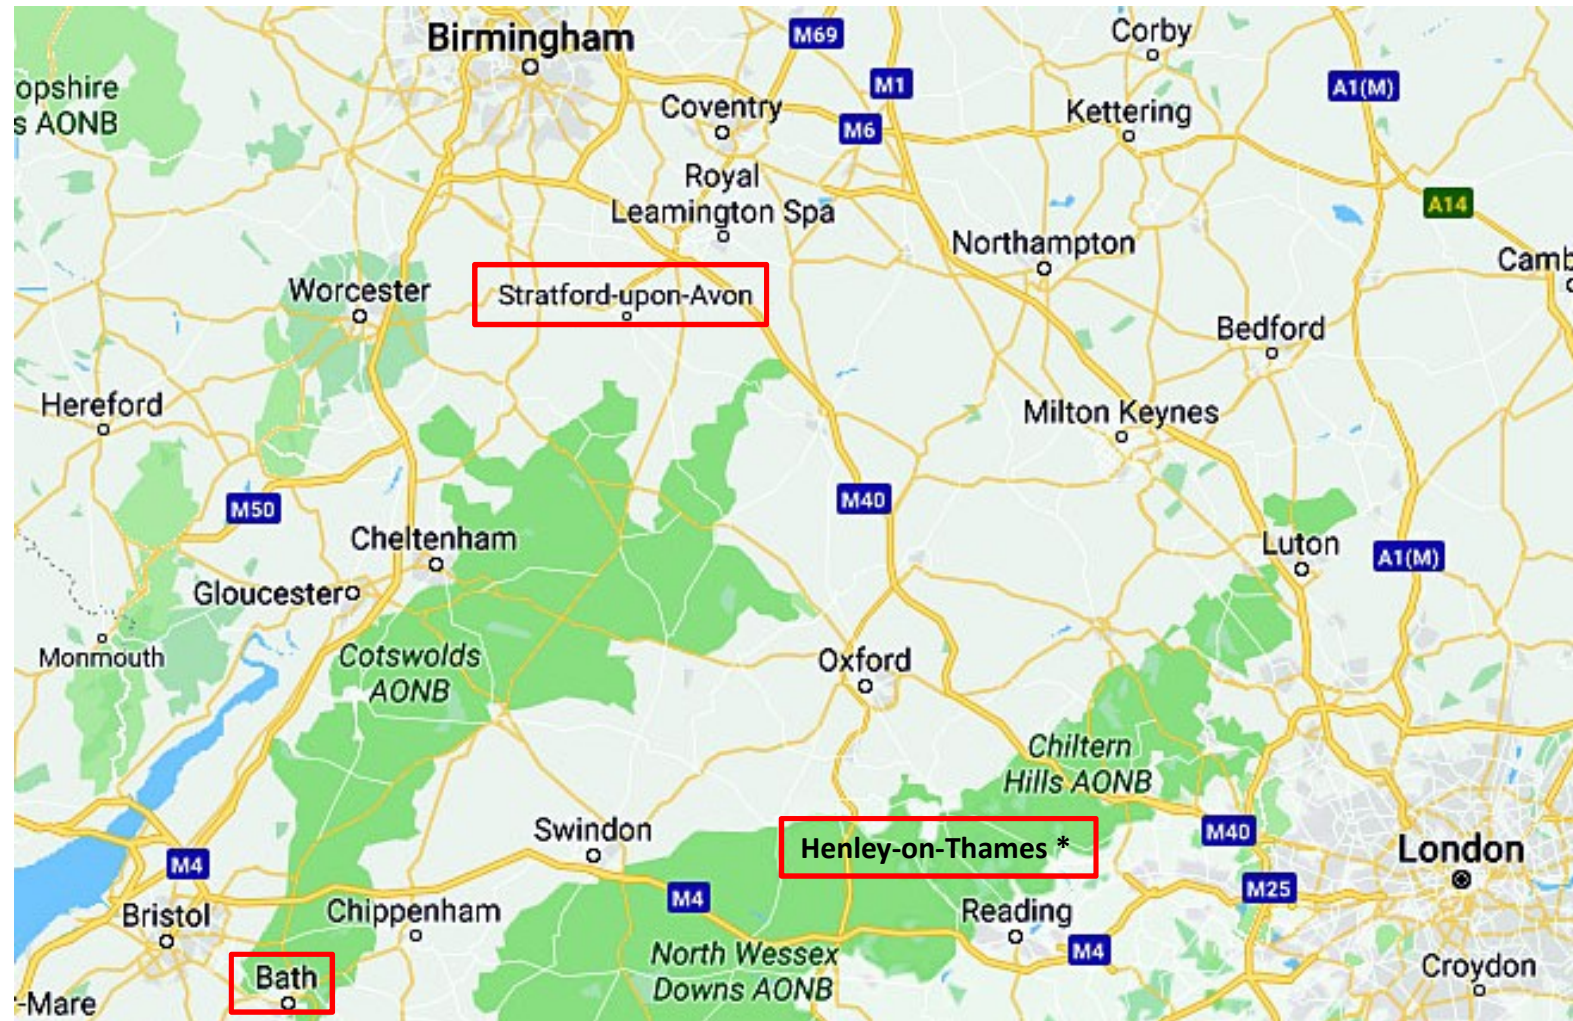 Birmingham
M69
Corby
opshire
s AONB
M1
A1(M)
Coventry
Kettering
M6
Royal
Leamington Spa
A14
Northampton
Camb
Worcester
Stratford-upon-Avon
Bedford
Hereford
Milton Keynes
M50
M40
Cheltenham
Luton
A1(M)
Gloucester
Monmouth
Cotswolds
AONB
Oxford
Chiltern
Hills AONB
Swindon
Henley-on-Thames *
M40
London
M4
M4
M25
Bristol
Chippenham
Reading
M4
North Wessex
Downs AONB
Bath
Croydon
r-Mare